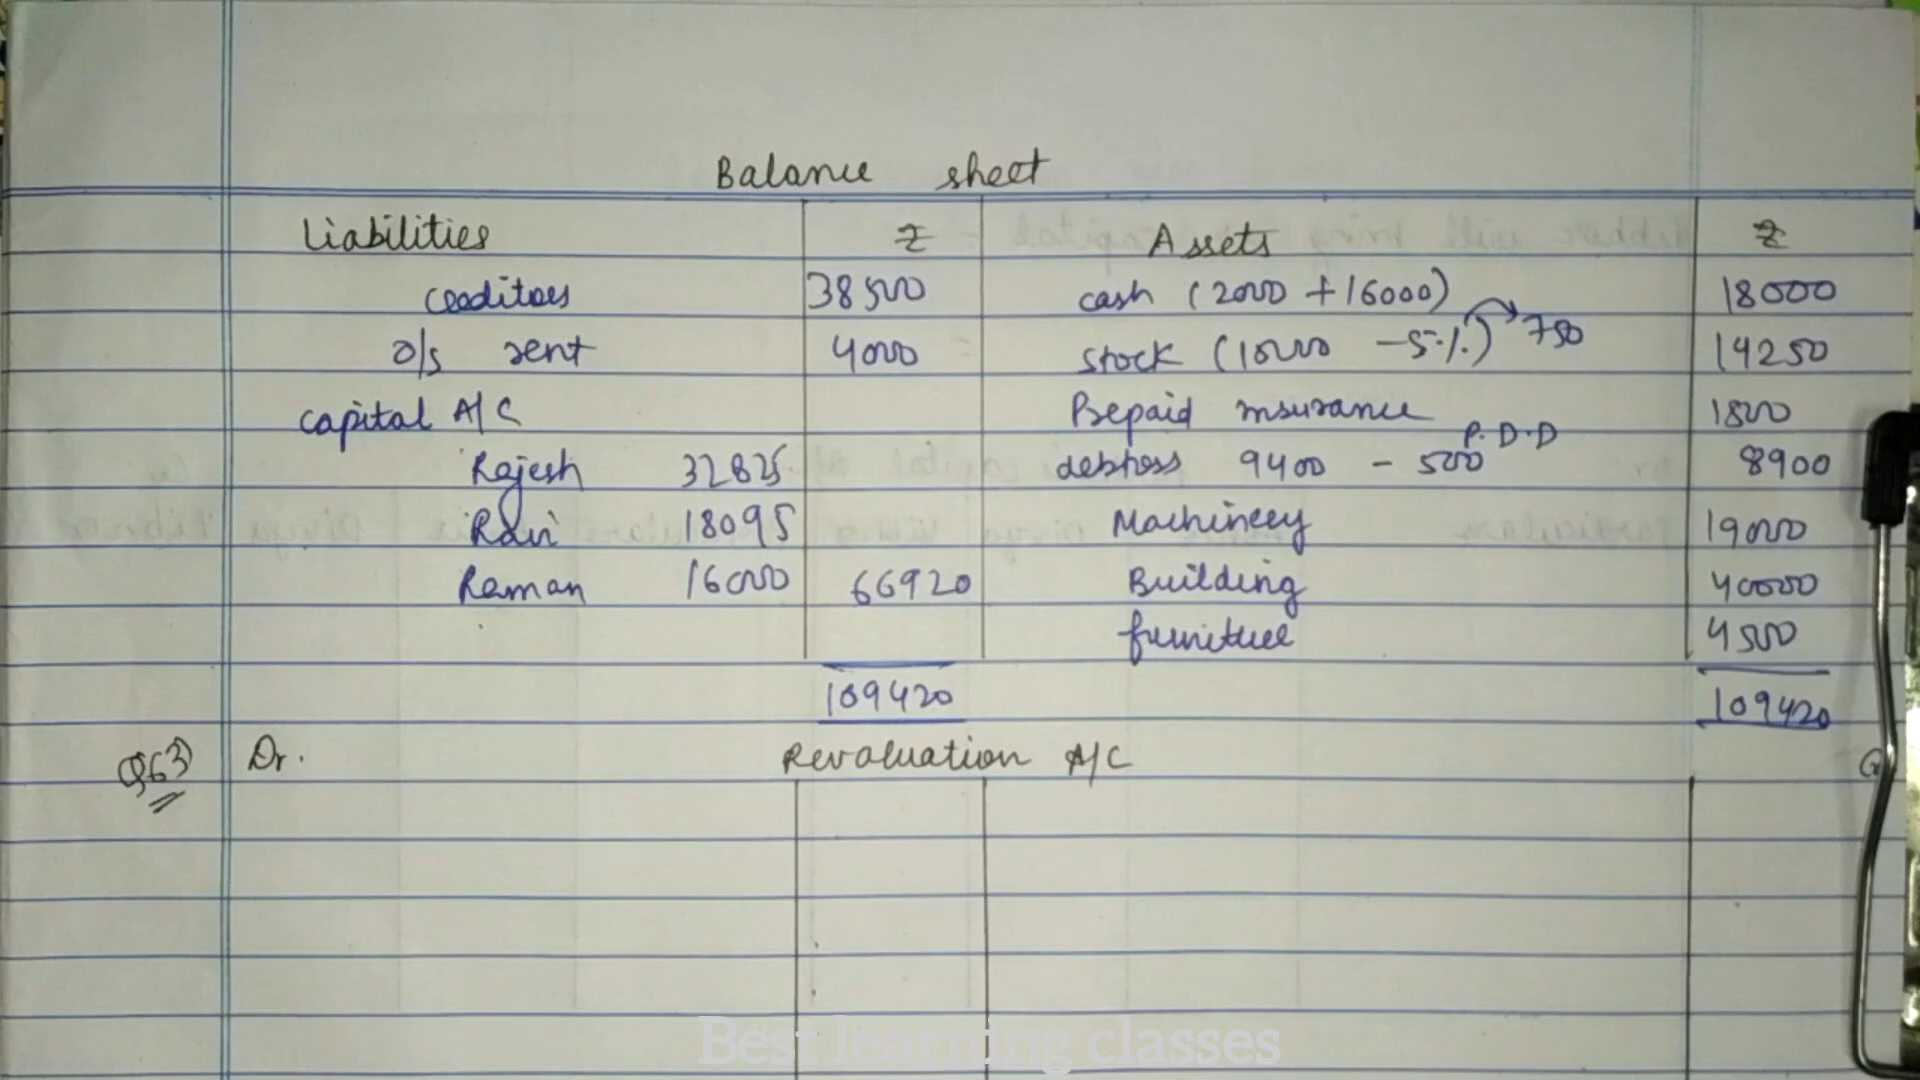 Balance sheet
Liabilities ₹ Assets ₹
Creditors 38500 cash (2000 + 16000) 18000
o/s rent 4000 stock (15000 - 5%) → 750 14250
capital A/C Prepaid insurance
P.D.D
Rajesh 32825 debtors 9400 - 500 8900
Ravi 18095 Machinery 19000
Raman 16000 66920 Building 40000
furniture 4500
109420 109420
Q63) Dr. Revaluation A/C Cr
Best learning classes